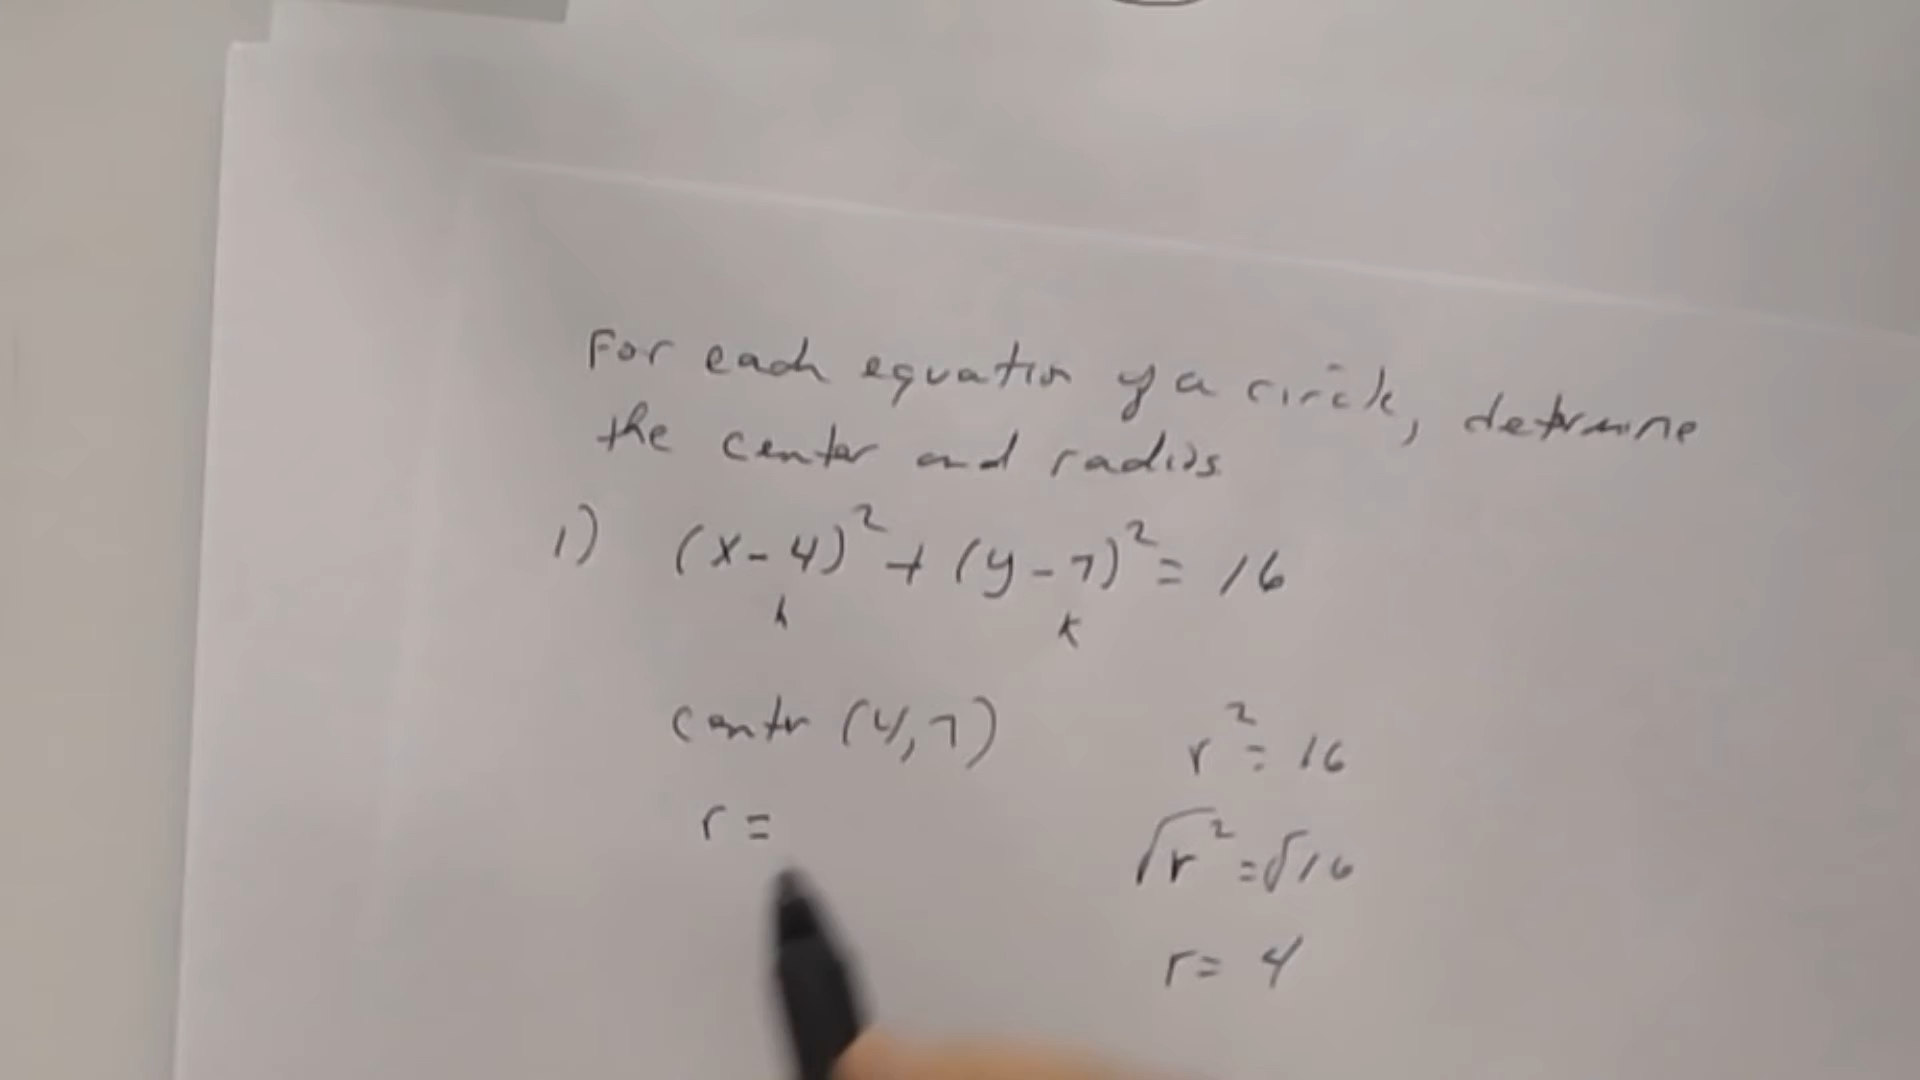 For each equation of a circle, determine
the center and radius.
1) (x-4)² + (y-7)² = 16
h k
center (4,7)
r =
r² = 16
√r² = √16
r = 4